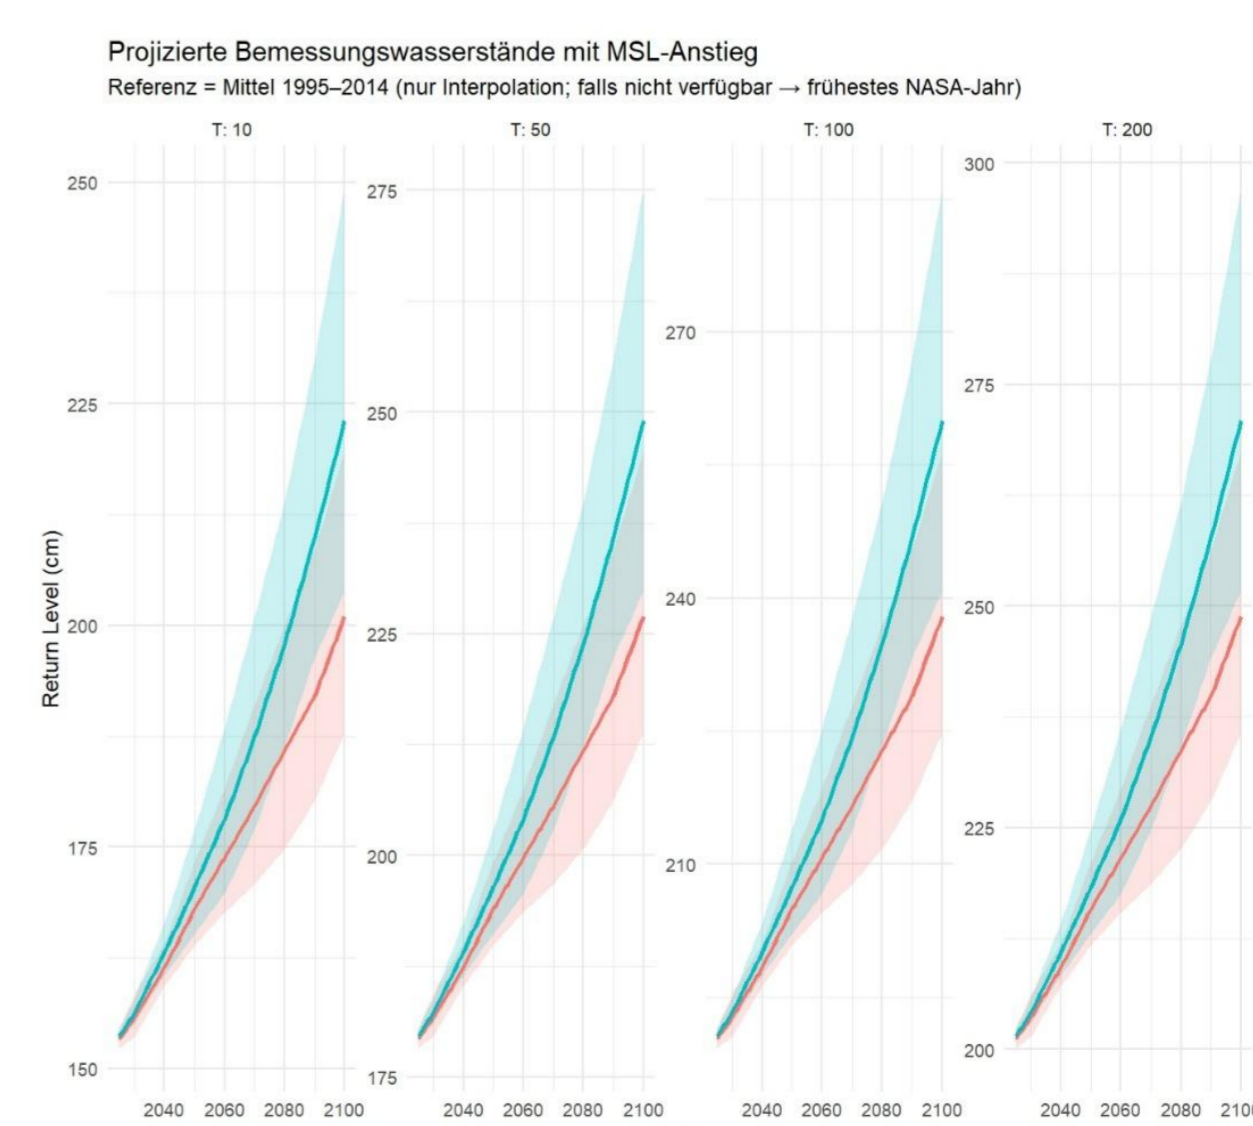 Projizierte Bemessungswasserstände mit MSL-Anstieg
Referenz = Mittel 1995–2014 (nur Interpolation; falls nicht verfügbar → frühestes NASA-Jahr)
T: 10
T: 50
T: 100
T: 200
Return Level (cm)
250
225
200
175
150
275
250
225
200
175
270
240
210
300
275
250
225
200
2040 2060 2080 2100
2040 2060 2080 2100
2040 2060 2080 2100
2040 2060 2080